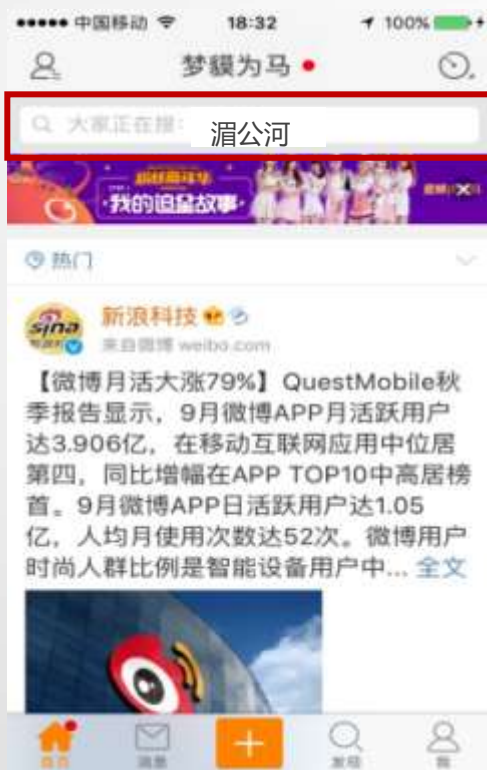 中国移动 18:32 100%
梦貘为马
大家正在搜: 湄公河
粉丝嘉年华
我的追星故事
热门
sina
新浪科技
来自微博 weibo.com
【微博月活大涨79%】QuestMobile秋
季报告显示，9月微博APP月活跃用户
达3.906亿，在移动互联网应用中位居
第四，同比增幅在APP TOP10中高居榜
首。9月微博APP日活跃用户达1.05
亿，人均月使用次数达52次。微博用户
时尚人群比例是智能设备用户中... 全文
首页 消息 发现 我